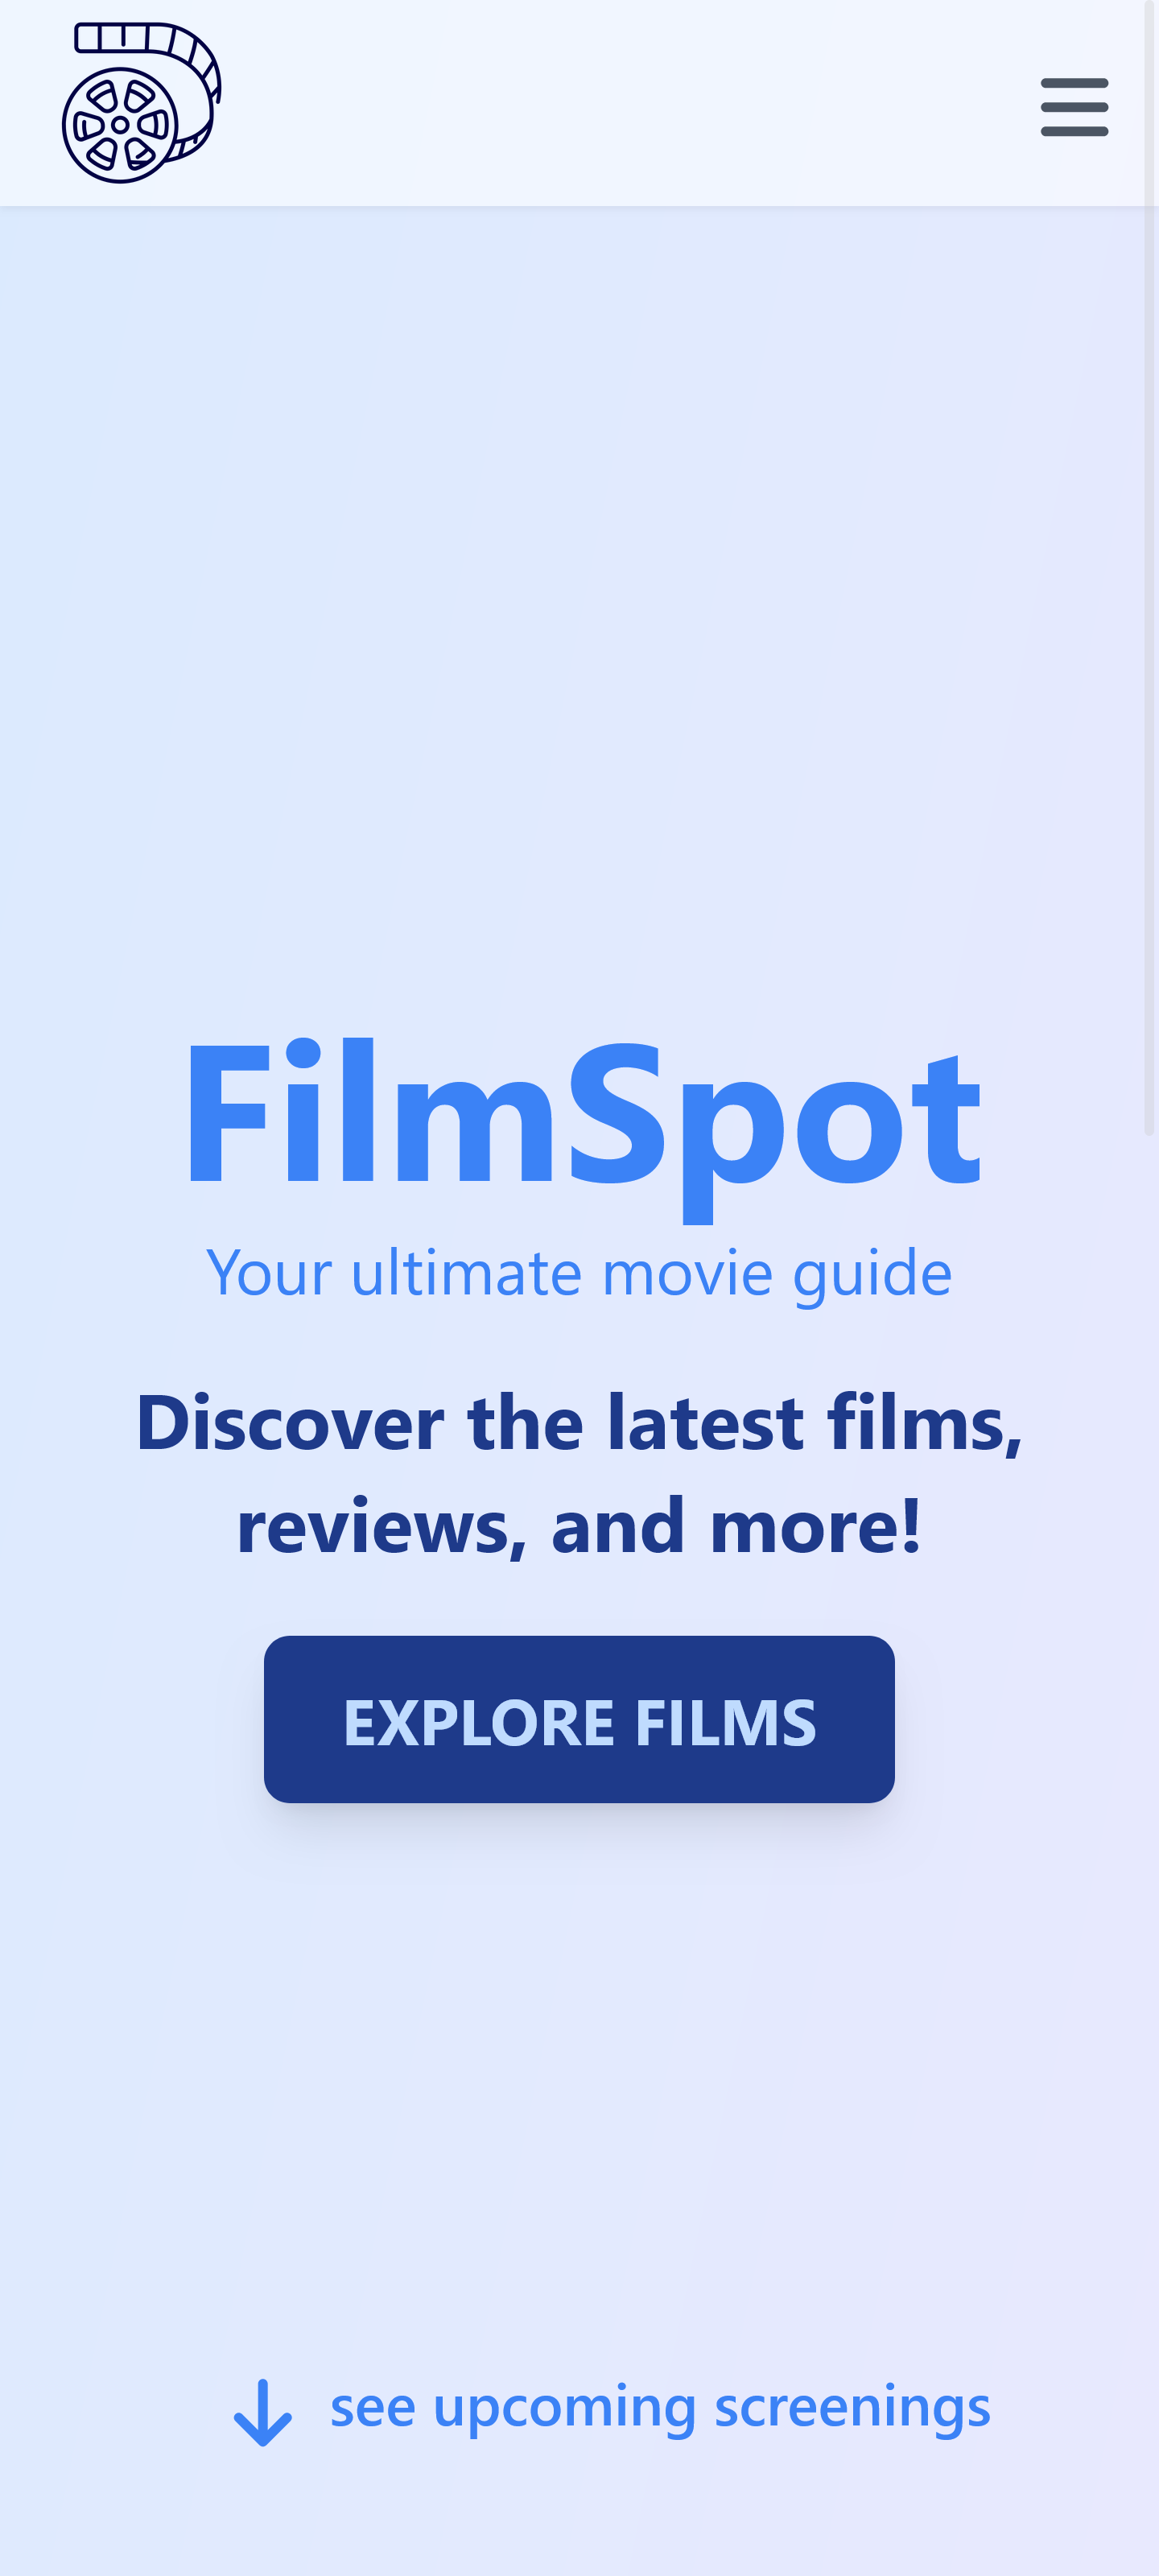 FilmSpot
Your ultimate movie guide
Discover the latest films,
reviews, and more!
EXPLORE FILMS
see upcoming screenings